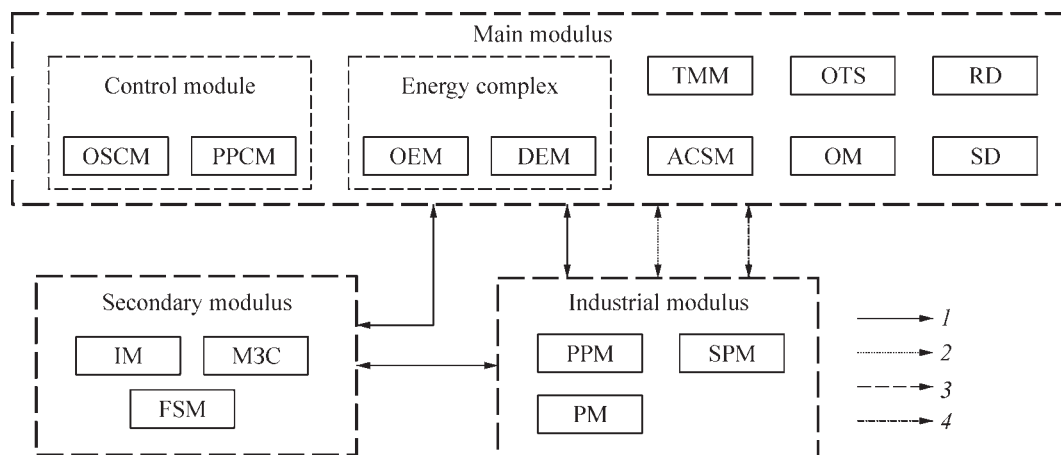 Main modulus
Control module
Energy complex
TMM
OTS
RD
OSCM
PPCM
OEM
DEM
ACSM
OM
SD
Secondary modulus
IM
МЗС
FSM
Industrial modulus
PPM
SPM
PM
1
2
3
4